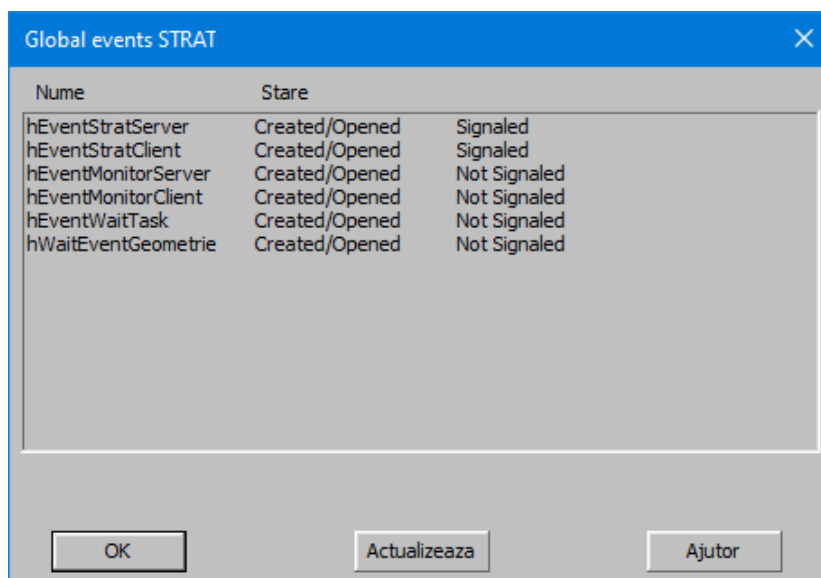 Global events STRAT
Nume Stare
hEventStratServer Created/Opened Signaled
hEventStratClient Created/Opened Signaled
hEventMonitorServer Created/Opened Not Signaled
hEventMonitorClient Created/Opened Not Signaled
hEventWaitTask Created/Opened Not Signaled
hWaitEventGeometrie Created/Opened Not Signaled
OK Actualizeaza Ajutor